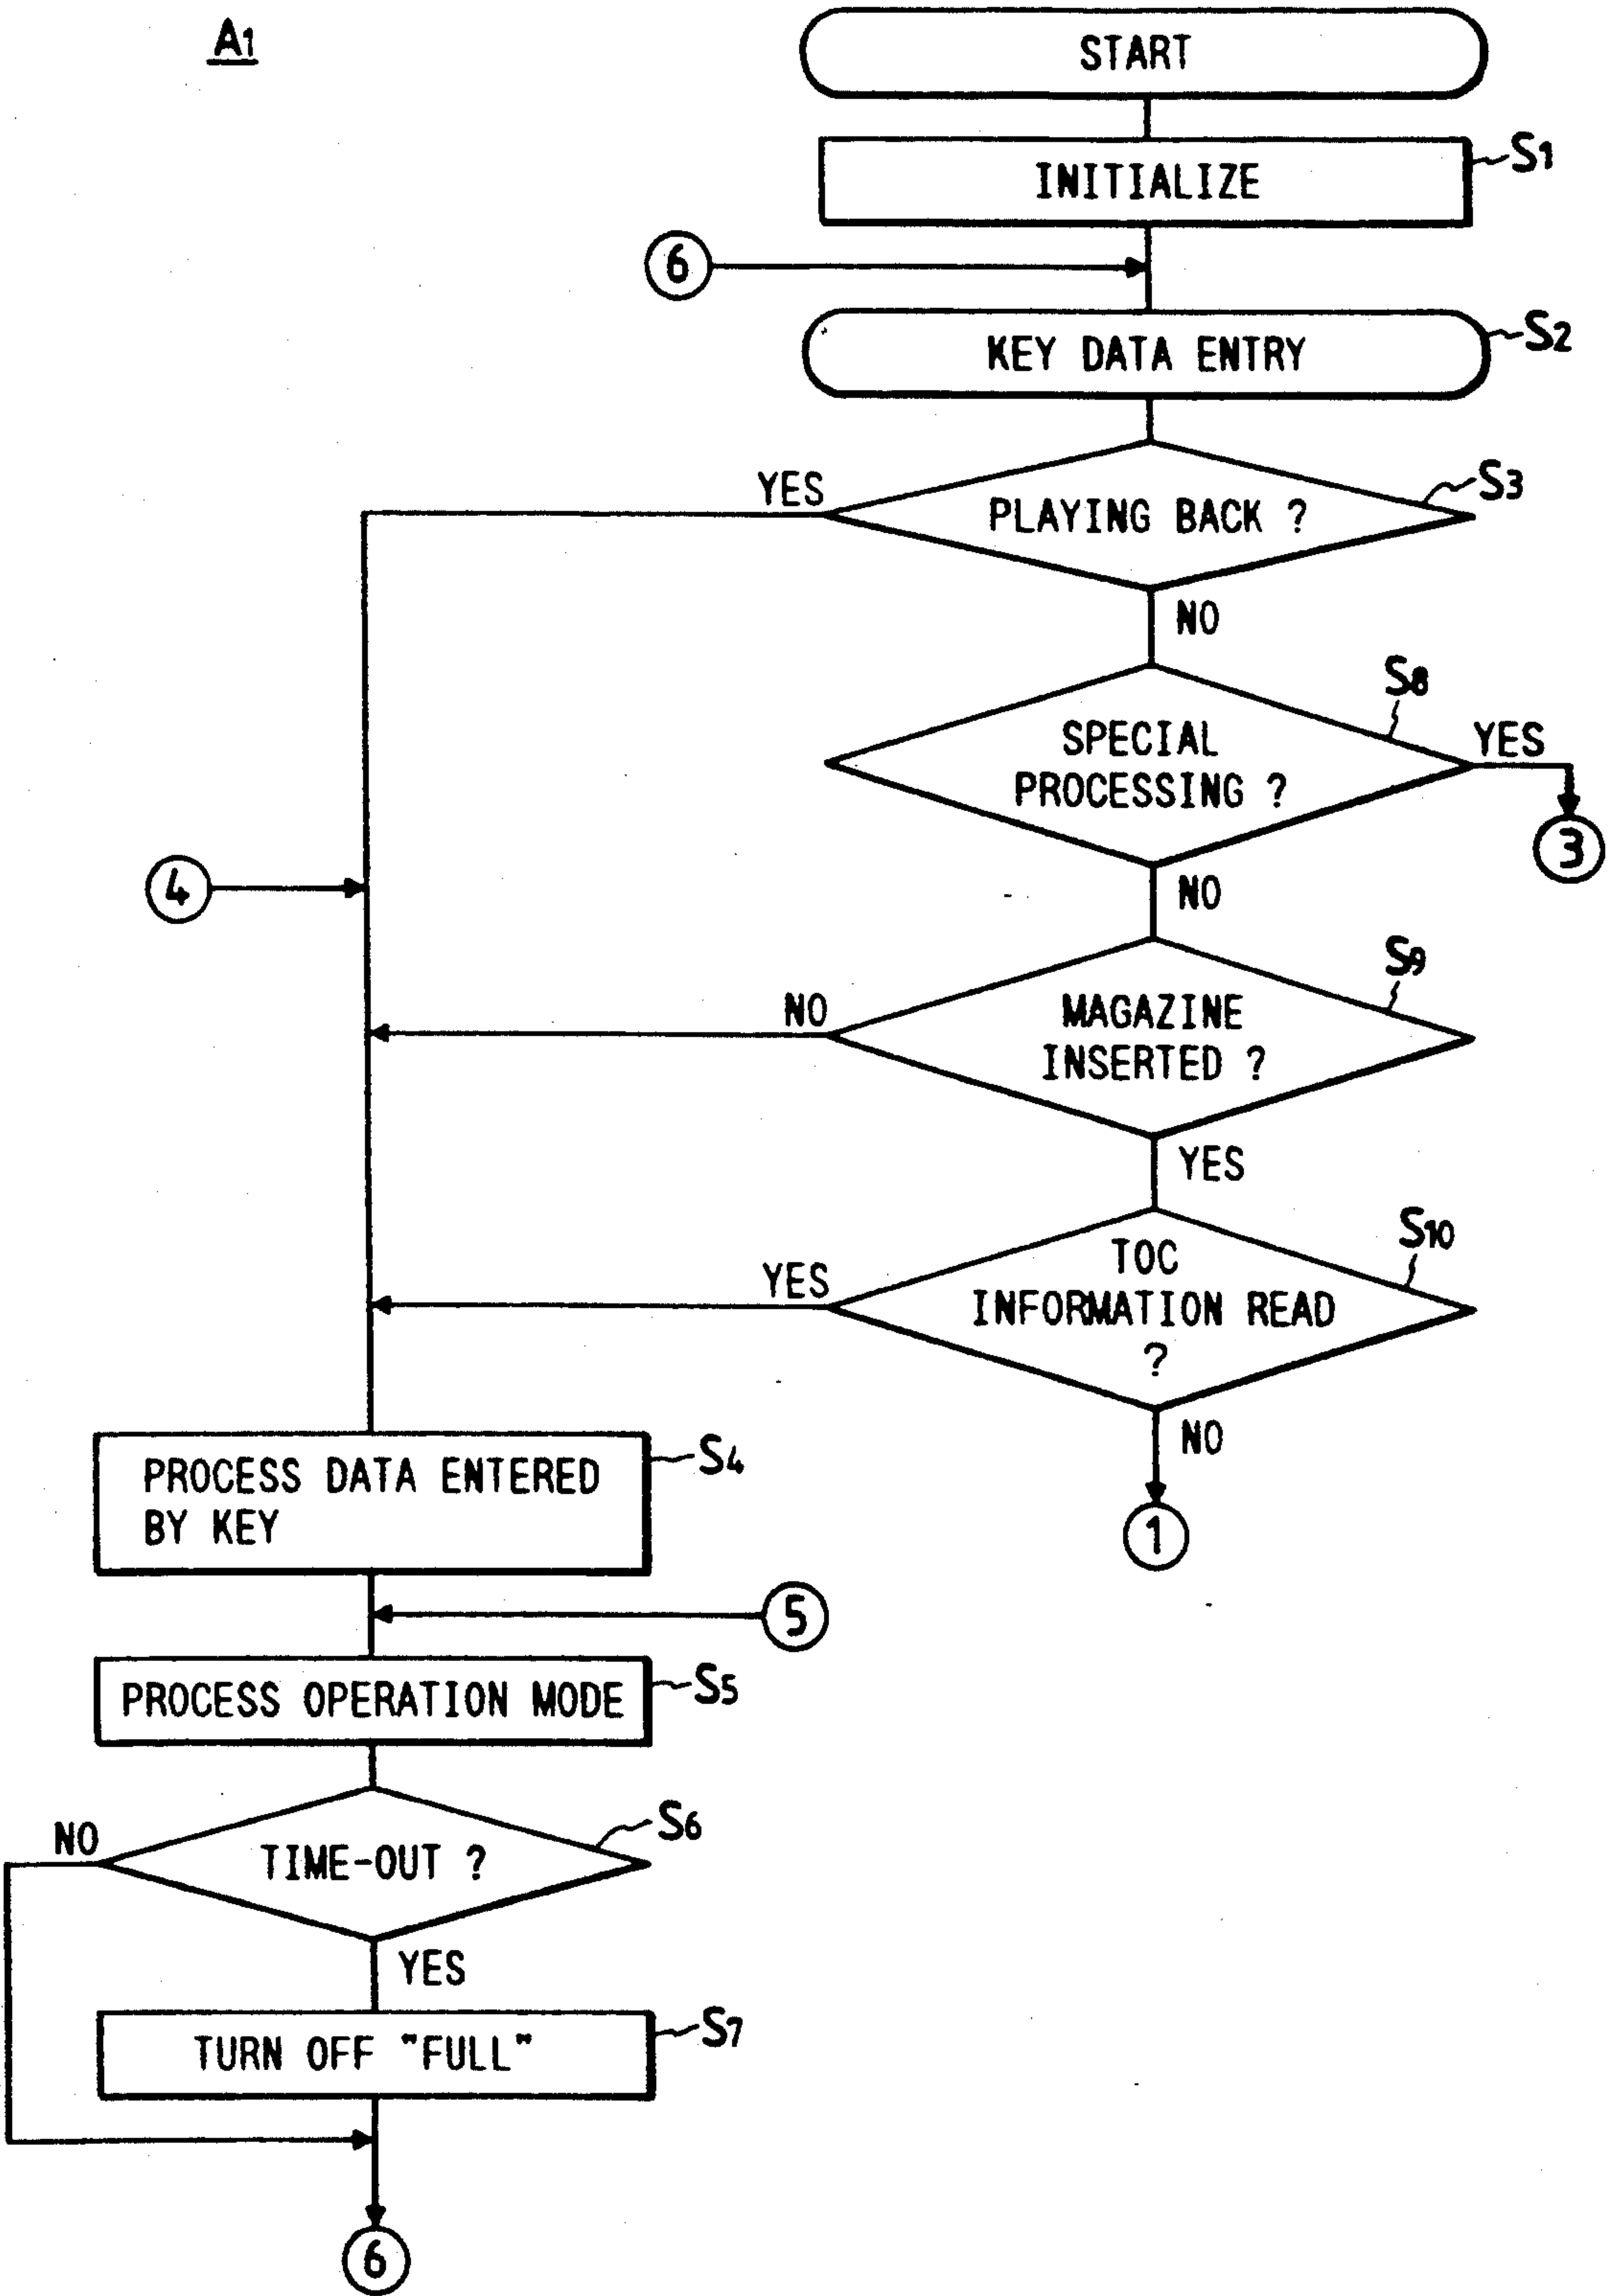 A1
START
INITIALIZE
S1
6
KEY DATA ENTRY
S2
YES
PLAYING BACK ?
S3
NO
S8
SPECIAL
PROCESSING ?
YES
3
4
NO
S9
NO
MAGAZINE
INSERTED ?
YES
S10
YES
TOC
INFORMATION READ
?
NO
1
PROCESS DATA ENTERED
BY KEY
S4
5
PROCESS OPERATION MODE
S5
NO
TIME-OUT ?
S6
YES
TURN OFF "FULL"
S7
6